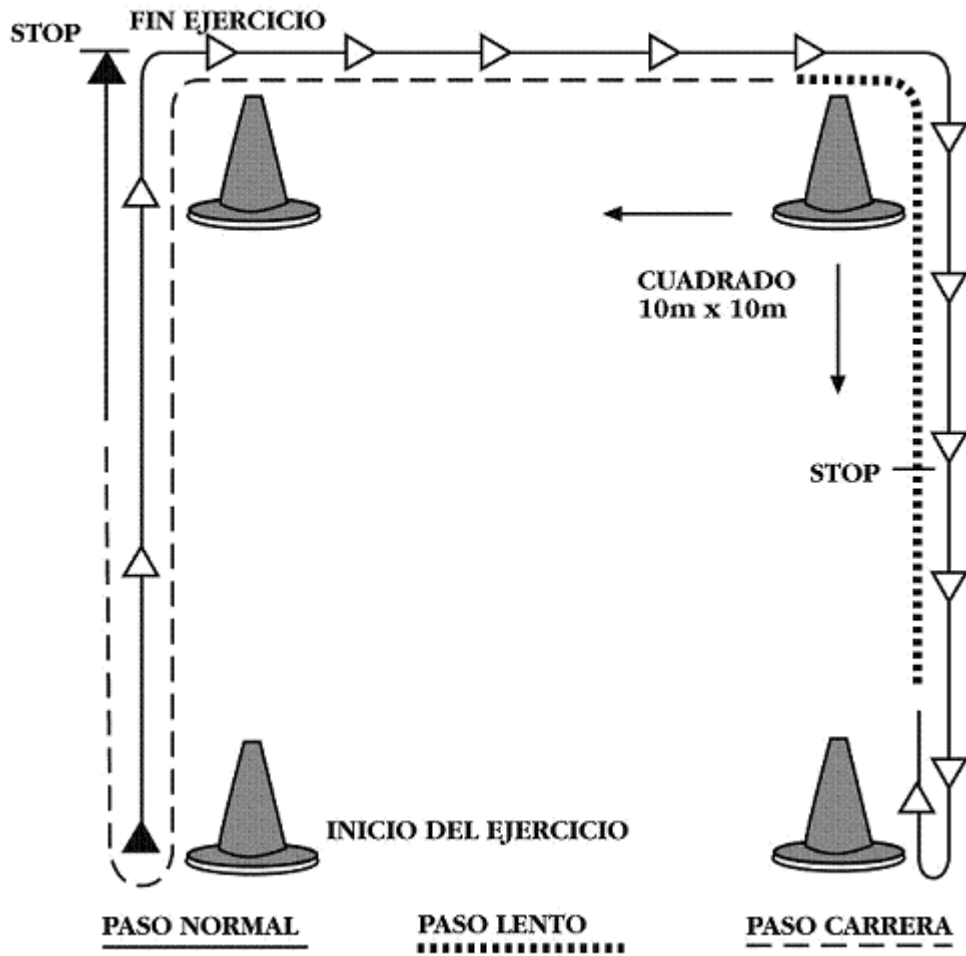 FIN EJERCICIO
STOP
CUADRADO
10m x 10m
STOP
INICIO DEL EJERCICIO
PASO NORMAL
PASO LENTO
PASO CARRERA